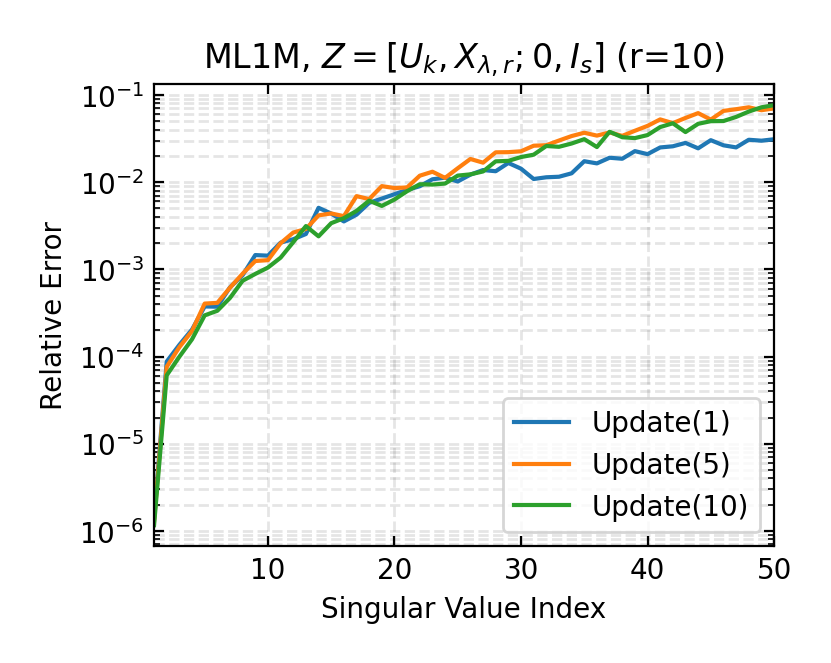 ML1M, Z = [U_k, X_{λ,r}; 0, I_s] (r=10)
Relative Error
10^{-1}
10^{-2}
10^{-3}
10^{-4}
10^{-5}
10^{-6}
Update(1)
Update(5)
Update(10)
10 20 30 40 50
Singular Value Index